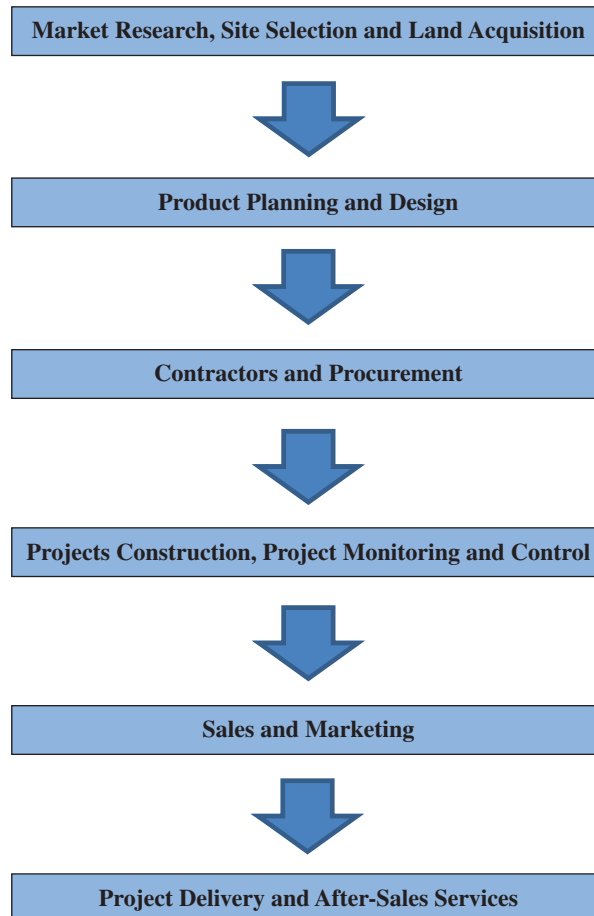 Market Research, Site Selection and Land Acquisition
Product Planning and Design
Contractors and Procurement
Projects Construction, Project Monitoring and Control
Sales and Marketing
Project Delivery and After-Sales Services